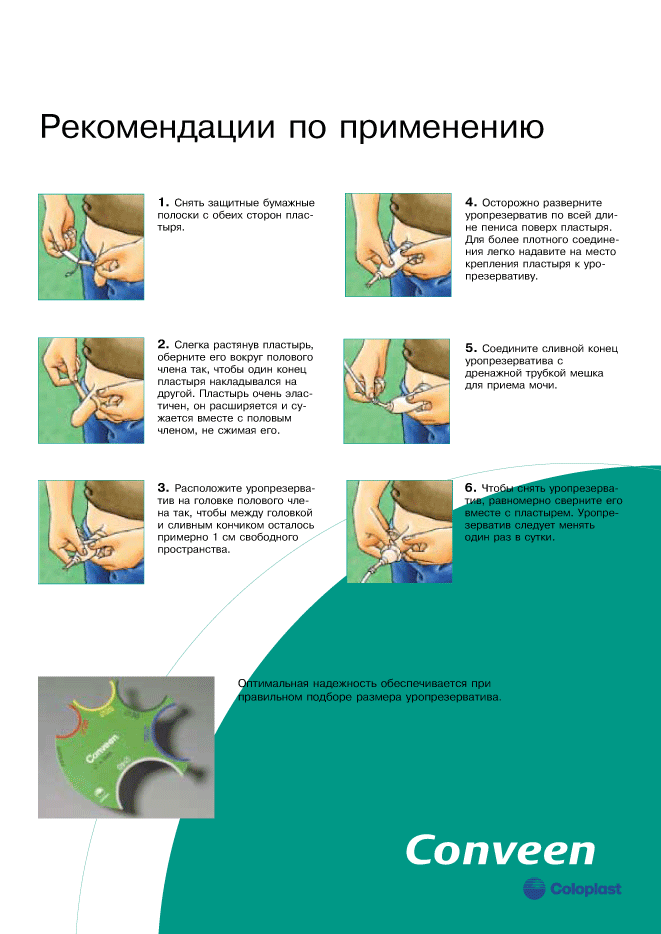 Рекомендации по применению
1. Снять защитные бумажные
полоски с обеих сторон плас-
тыря.
2. Слегка растянув пластырь,
оберните его вокруг полового
члена так, чтобы один конец
пластыря накладывался на
другой. Пластырь очень элас-
тичен, он расширяется и су-
жается вместе с половым
членом, не сжимая его.
3. Расположите уропрезерва-
тив на головке полового чле-
на так, чтобы между головкой
и сливным кончиком осталось
примерно 1 см свободного
пространства.
4. Осторожно разверните
уропрезерватив по всей дли-
не пениса поверх пластыря.
Для более плотного соедине-
ния легко надавите на место
крепления пластыря к уро-
презервативу.
5. Соедините сливной конец
уропрезерватива с
дренажной трубкой мешка
для приема мочи.
6. Чтобы снять уропрезерва-
тив, равномерно сверните его
вместе с пластырем. Уропре-
зерватив следует менять
один раз в сутки.
Оптимальная надежность обеспечивается при
правильном подборе размера уропрезерватива.
Conveen
Conveen
Coloplast